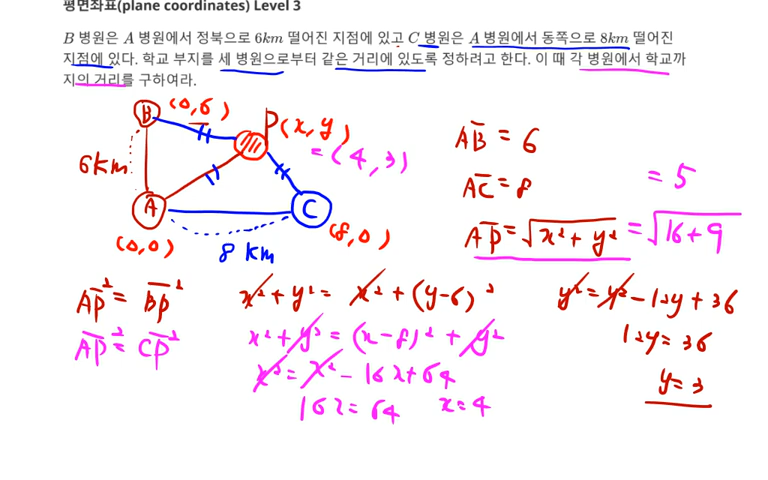 평면좌표(plane coordinates) Level 3
B 병원은 A 병원에서 정북으로 6km 떨어진 지점에 있고 C 병원은 A 병원에서 동쪽으로 8km 떨어진
지점에 있다. 학교 부지를 세 병원으로부터 같은 거리에 있도록 정하려고 한다. 이 때 각 병원에서 학교까
지의 거리를 구하여라.
B (0,6) P(x,y)
= (4,3)
6km
A C
(0,0) 8 km (8,0)
AB = 6
AC = 8 = 5
AP = √x²+y² = √16+9
AP² = BP² x²+y² = x²+(y-6)² y² = y²-12y+36
AP² = CP² x²+y² = (x-8)²+y² 12y = 36
x² = x²-16x+64 y = 3
16x = 64 x = 4